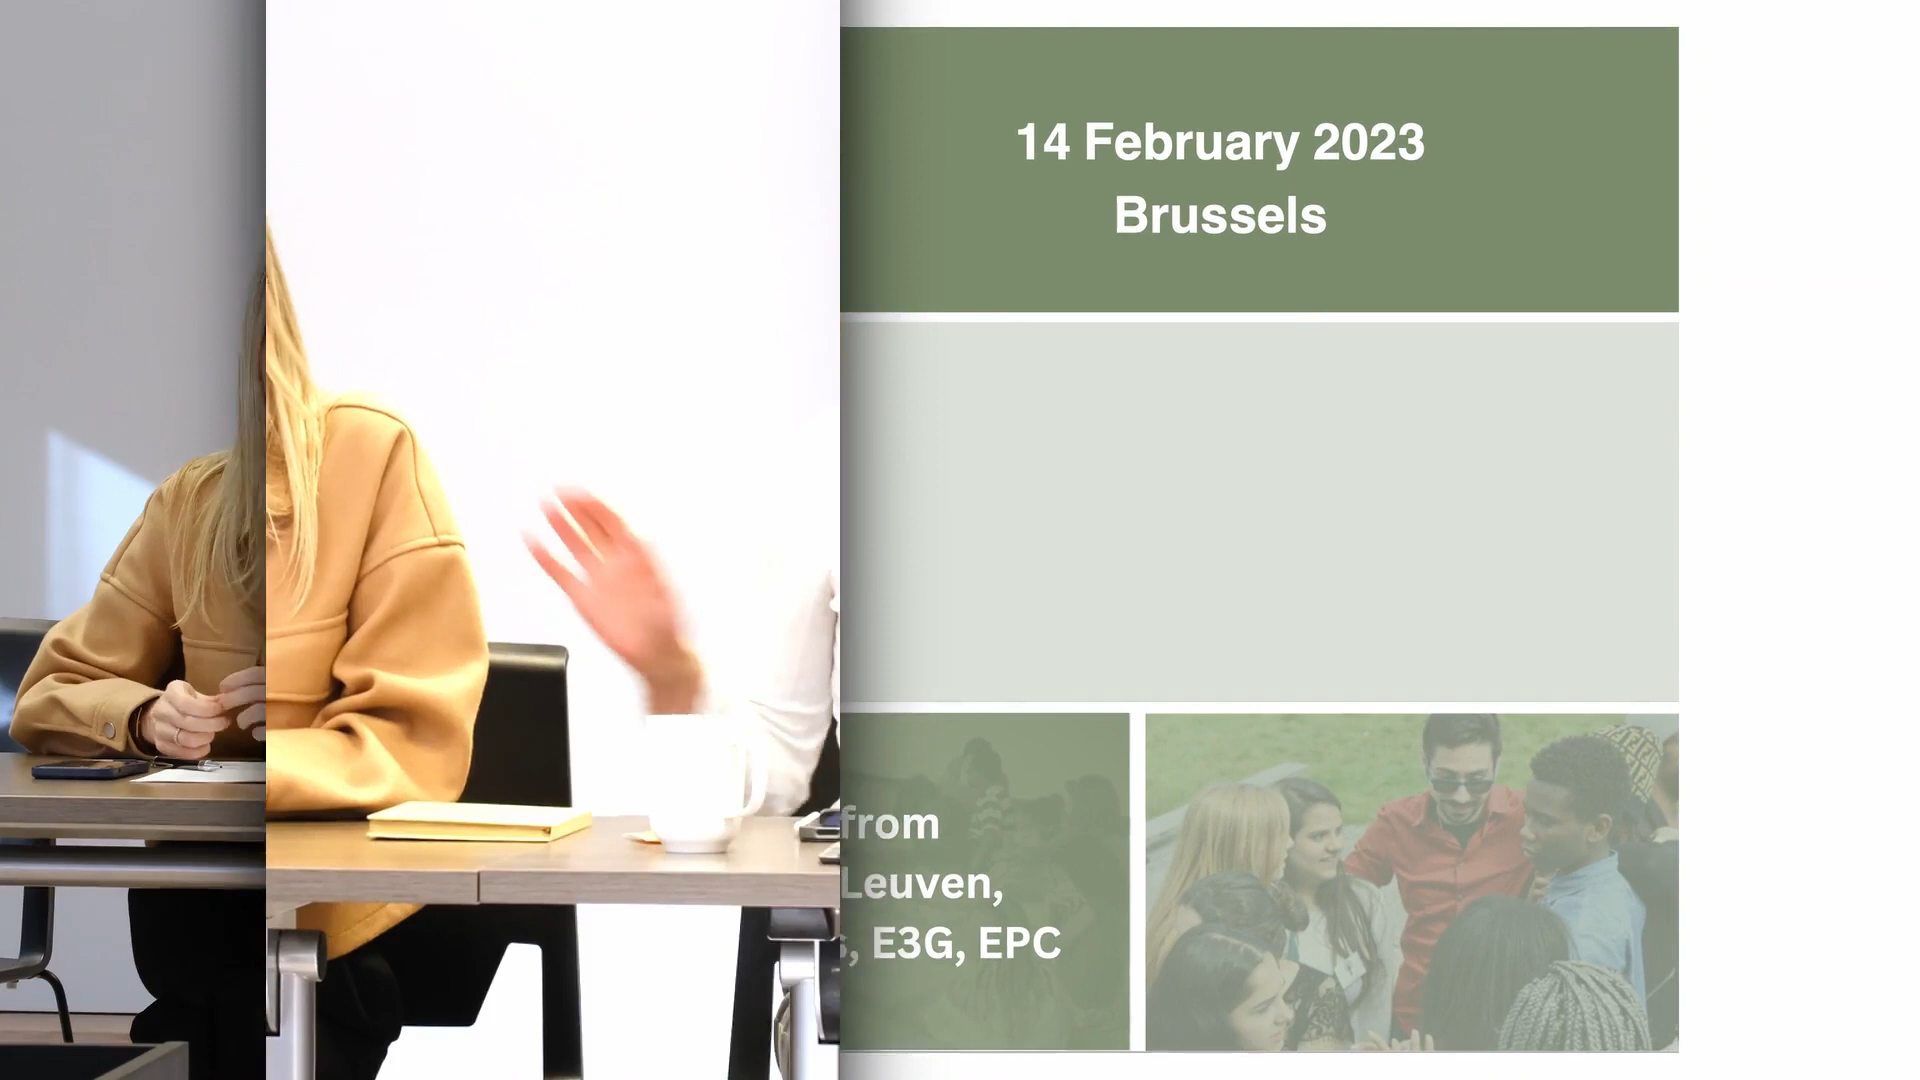 14 February 2023
Brussels
from
Leuven,
, E3G, EPC